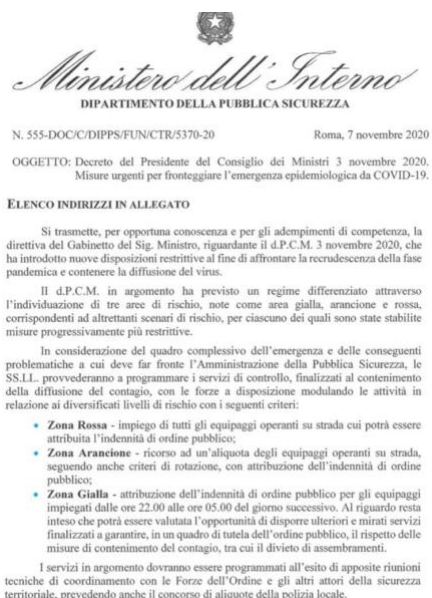 Ministero dell'Interno
DIPARTIMENTO DELLA PUBBLICA SICUREZZA
N. 555-DOC/C/DIPPS/FUN/CTR/5370-20 Roma, 7 novembre 2020
OGGETTO: Decreto del Presidente del Consiglio dei Ministri 3 novembre 2020.
Misure urgenti per fronteggiare l'emergenza epidemiologica da COVID-19.
ELENCO INDIRIZZI IN ALLEGATO
Si trasmette, per opportuna conoscenza e per gli adempimenti di competenza, la
direttiva del Gabinetto del Sig. Ministro, riguardante il d.P.C.M. 3 novembre 2020, che
ha introdotto nuove disposizioni restrittive al fine di affrontare la recrudescenza della fase
pandemica e contenere la diffusione del virus.
Il d.P.C.M. in argomento ha previsto un regime differenziato attraverso
l'individuazione di tre aree di rischio, note come area gialla, arancione e rossa,
corrispondenti ad altrettanti scenari di rischio, per ciascuno dei quali sono state stabilite
misure progressivamente più restrittive.
In considerazione del quadro complessivo dell'emergenza e delle conseguenti
problematiche a cui deve far fronte l'Amministrazione della Pubblica Sicurezza, le
SS.LL. provvederanno a programmare i servizi di controllo, finalizzati al contenimento
della diffusione del contagio, con le forze a disposizione modulando le attività in
relazione ai diversificati livelli di rischio con i seguenti criteri:
• Zona Rossa - impiego di tutti gli equipaggi operanti su strada cui potrà essere
attribuita l'indennità di ordine pubblico;
• Zona Arancione - ricorso ad un'aliquota degli equipaggi operanti su strada,
seguendo anche criteri di rotazione, con attribuzione dell'indennità di ordine
pubblico;
• Zona Gialla - attribuzione dell'indennità di ordine pubblico per gli equipaggi
impiegati dalle ore 22.00 alle ore 05.00 del giorno successivo. Al riguardo resta
inteso che potrà essere valutata l'opportunità di disporre ulteriori e mirati servizi
finalizzati a garantire, in un quadro di tutela dell'ordine pubblico, il rispetto delle
misure di contenimento del contagio, tra cui il divieto di assembramenti.
I servizi in argomento dovranno essere programmati all'esito di apposite riunioni
tecniche di coordinamento con le Forze dell'Ordine e gli altri attori della sicurezza
territoriale, prevedendo anche il concorso di aliquote della polizia locale.